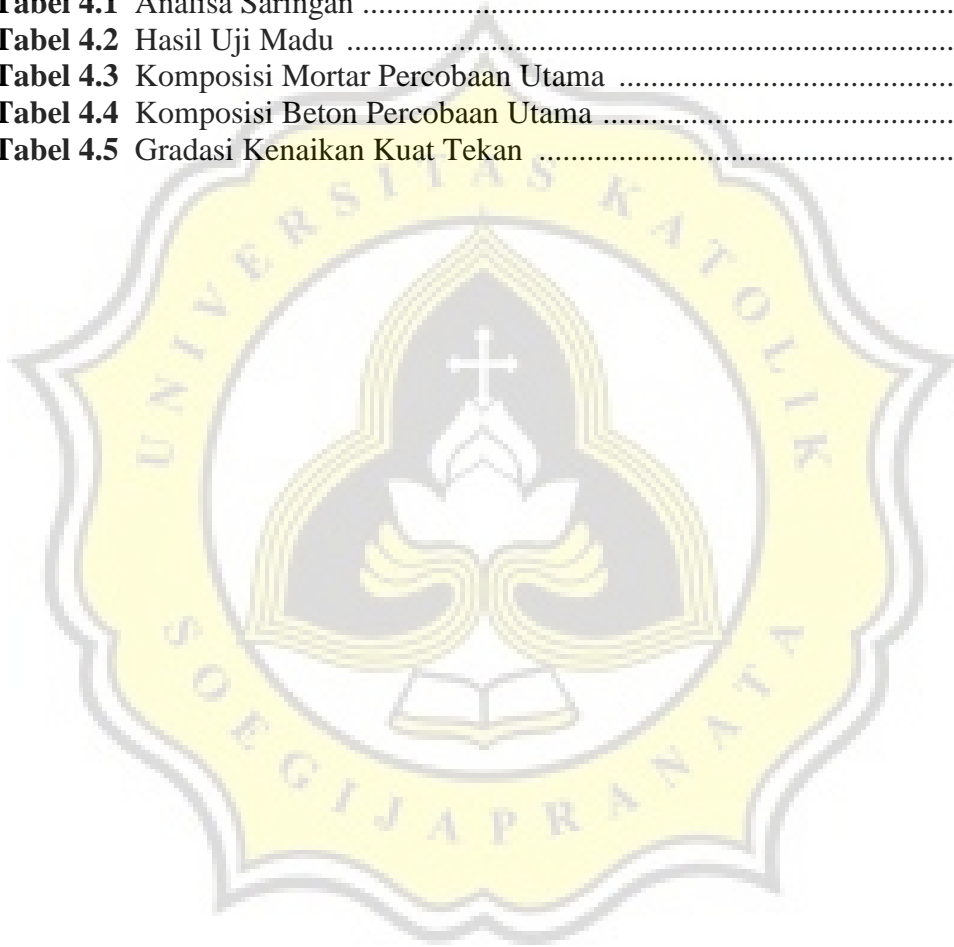 Tabel 4.1 Analisa Saringan ........................................................................
Tabel 4.2 Hasil Uji Madu ..........................................................................
Tabel 4.3 Komposisi Mortar Percobaan Utama .........................................
Tabel 4.4 Komposisi Beton Percobaan Utama ...........................................
Tabel 4.5 Gradasi Kenaikan Kuat Tekan ...................................................
UNIVERSITAS KATOLIK
SOEGIJAPRANATA